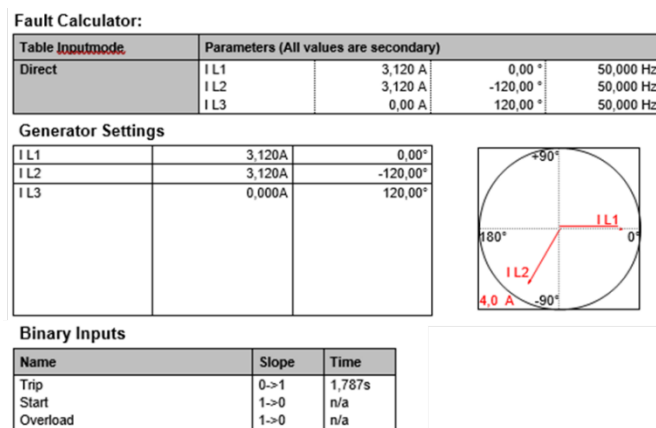 Fault Calculator:
Table Inputmode Parameters (All values are secondary)
Direct I L1 3,120 A 0,00 ° 50,000 Hz
I L2 3,120 A -120,00 ° 50,000 Hz
I L3 0,00 A 120,00 ° 50,000 Hz
Generator Settings
I L1 3,120A 0,00°
I L2 3,120A -120,00°
I L3 0,000A 120,00°
+90°
I L1
180° 0°
I L2
4,0 A -90°
Binary Inputs
Name Slope Time
Trip 0->1 1,787s
Start 1->0 n/a
Overload 1->0 n/a